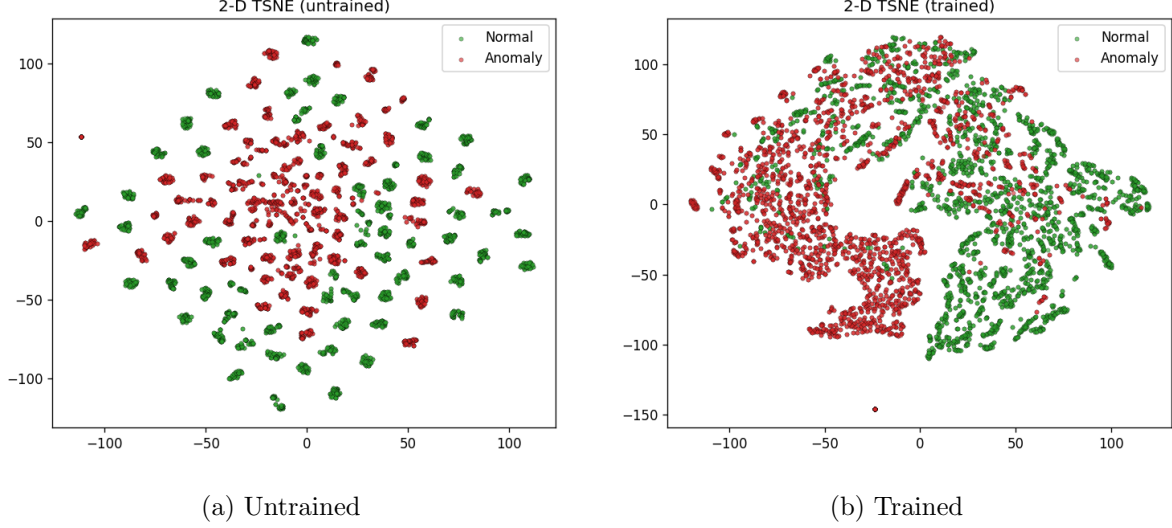 2-D TSNE (untrained)
Normal
Anomaly
100
50
0
−50
−100
−100 −50 0 50 100
(a) Untrained
2-D TSNE (trained)
Normal
Anomaly
100
50
0
−50
−100
−150
−100 −50 0 50 100
(b) Trained